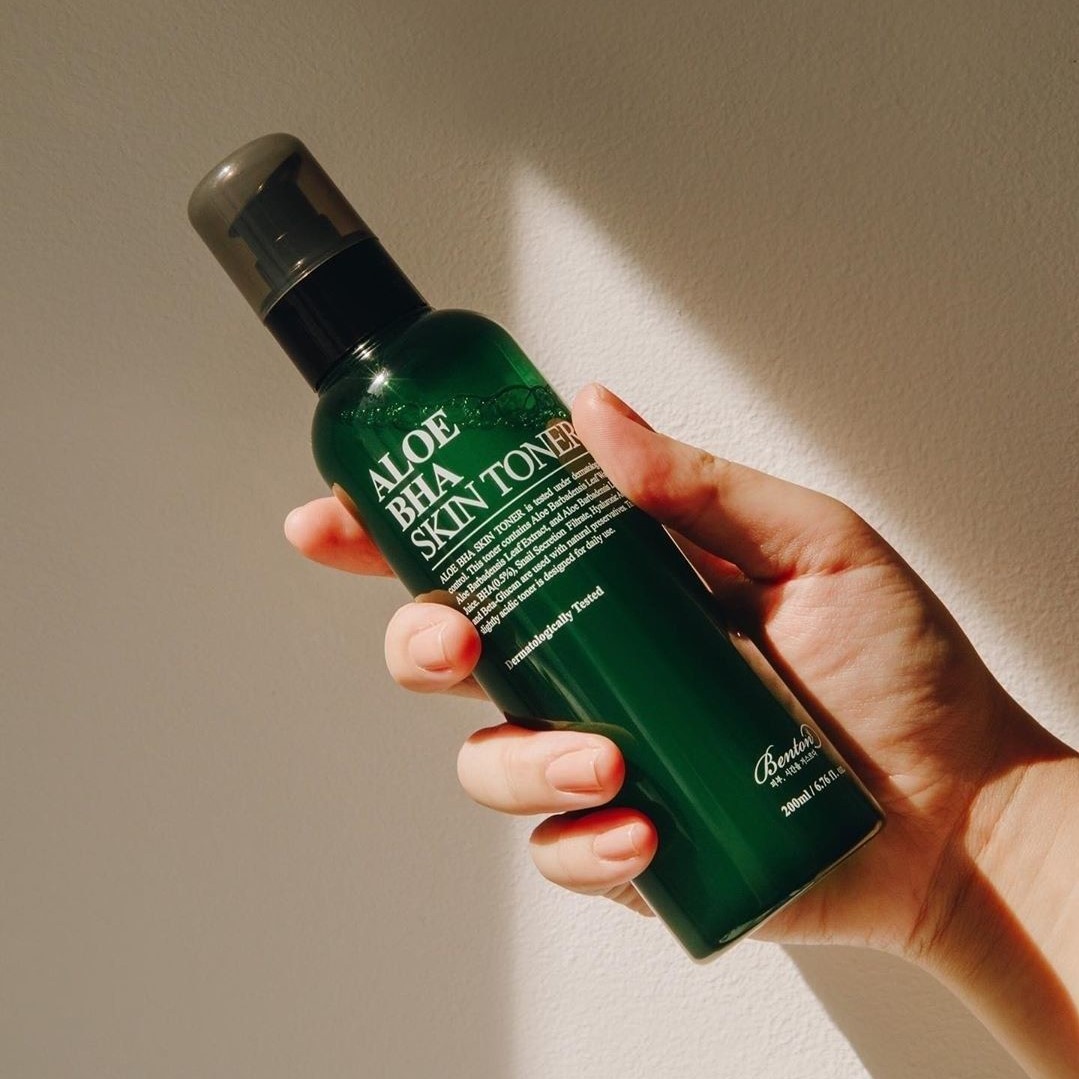 ALOE
BHA
SKIN TONER
ALOE BHA SKIN TONER is tested under
control. This toner contains Aloe Barbadensis Leaf
Aloe Barbadensis Leaf Extract, and Aloe Barbadensis
Juice. BHA(0.5%), Snail Secretion Filtrate, Hyaluronic
and Beta-Glucan are used with natural preservatives.
slightly acidic toner is designed for daily use.
Dermatologically Tested
Benton
200ml / 6.76 fl. oz.